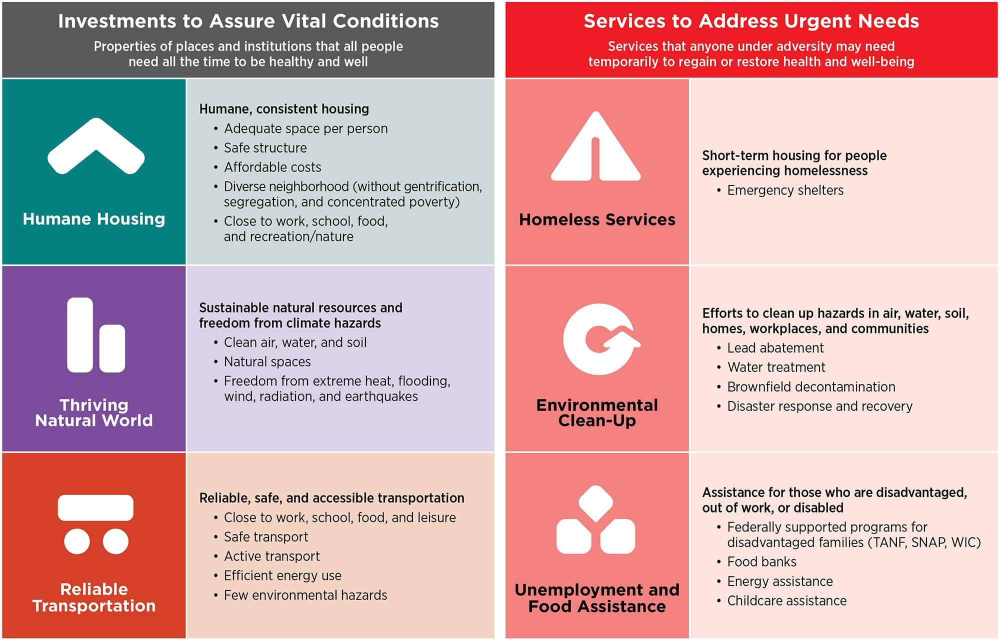 Investments to Assure Vital Conditions
Properties of places and institutions that all people
need all the time to be healthy and well
Humane Housing
Humane, consistent housing
• Adequate space per person
• Safe structure
• Affordable costs
• Diverse neighborhood (without gentrification,
segregation, and concentrated poverty)
• Close to work, school, food,
and recreation/nature
Thriving
Natural World
Sustainable natural resources and
freedom from climate hazards
• Clean air, water, and soil
• Natural spaces
• Freedom from extreme heat, flooding,
wind, radiation, and earthquakes
Reliable
Transportation
Reliable, safe, and accessible transportation
• Close to work, school, food, and leisure
• Safe transport
• Active transport
• Efficient energy use
• Few environmental hazards
Services to Address Urgent Needs
Services that anyone under adversity may need
temporarily to regain or restore health and well-being
Homeless Services
Short-term housing for people
experiencing homelessness
• Emergency shelters
Environmental
Clean-Up
Efforts to clean up hazards in air, water, soil,
homes, workplaces, and communities
• Lead abatement
• Water treatment
• Brownfield decontamination
• Disaster response and recovery
Unemployment and
Food Assistance
Assistance for those who are disadvantaged,
out of work, or disabled
• Federally supported programs for
disadvantaged families (TANF, SNAP, WIC)
• Food banks
• Energy assistance
• Childcare assistance